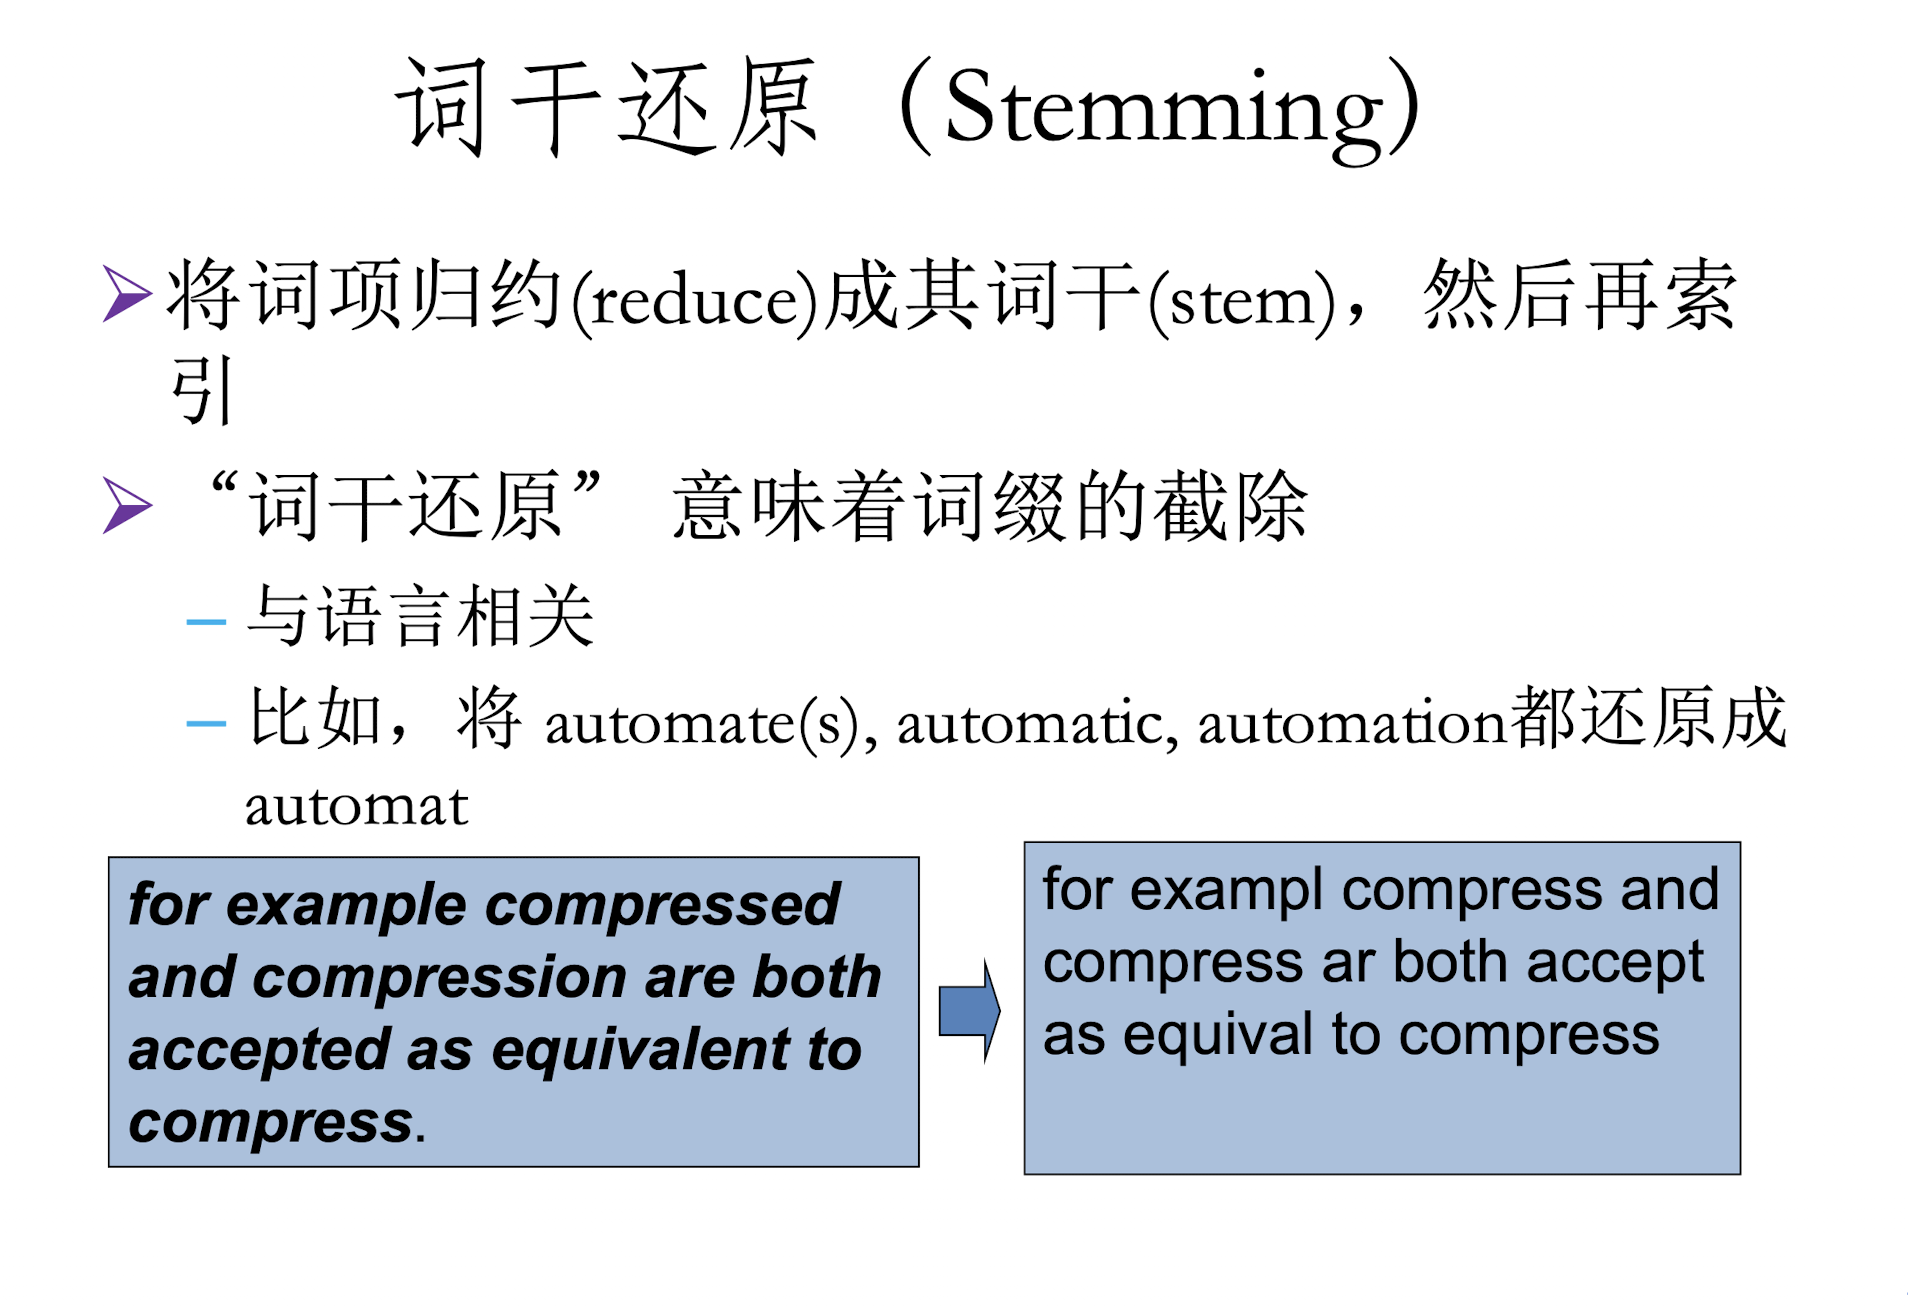 词干还原（Stemming）
将词项归约(reduce)成其词干(stem)，然后再索
引
“词干还原” 意味着词缀的截除
– 与语言相关
– 比如，将 automate(s), automatic, automation都还原成
automat
for example compressed
and compression are both
accepted as equivalent to
compress.
for exampl compress and
compress ar both accept
as equival to compress